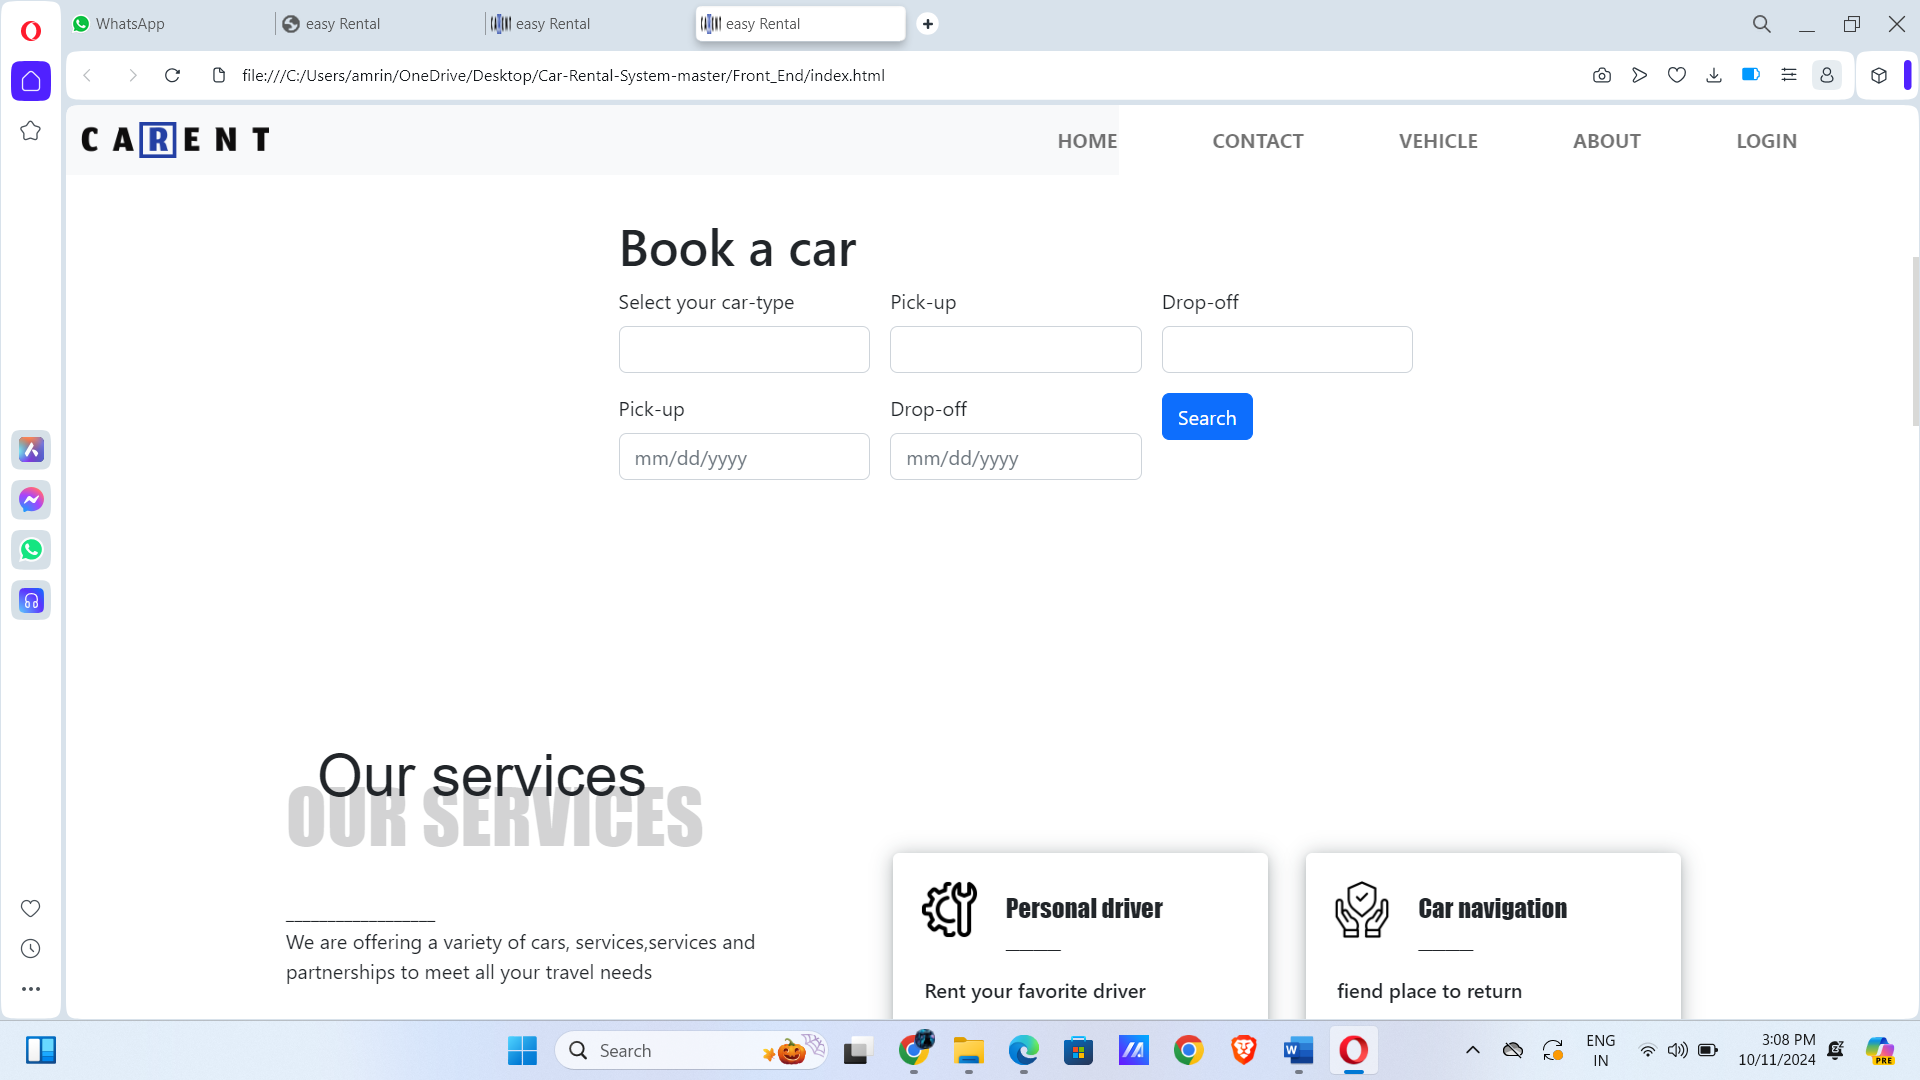 WhatsApp
easy Rental
easy Rental
easy Rental
file:///C:/Users/amrin/OneDrive/Desktop/Car-Rental-System-master/Front_End/index.html
CARENT
HOME
CONTACT
VEHICLE
ABOUT
LOGIN
Book a car
Select your car-type
Pick-up
Drop-off
Pick-up
Drop-off
Search
mm/dd/yyyy
mm/dd/yyyy
Our services
OUR SERVICES
We are offering a variety of cars, services,services and
partnerships to meet all your travel needs
Personal driver
Rent your favorite driver
Car navigation
fiend place to return
Search
ENG
IN
3:08 PM
10/11/2024
PRE